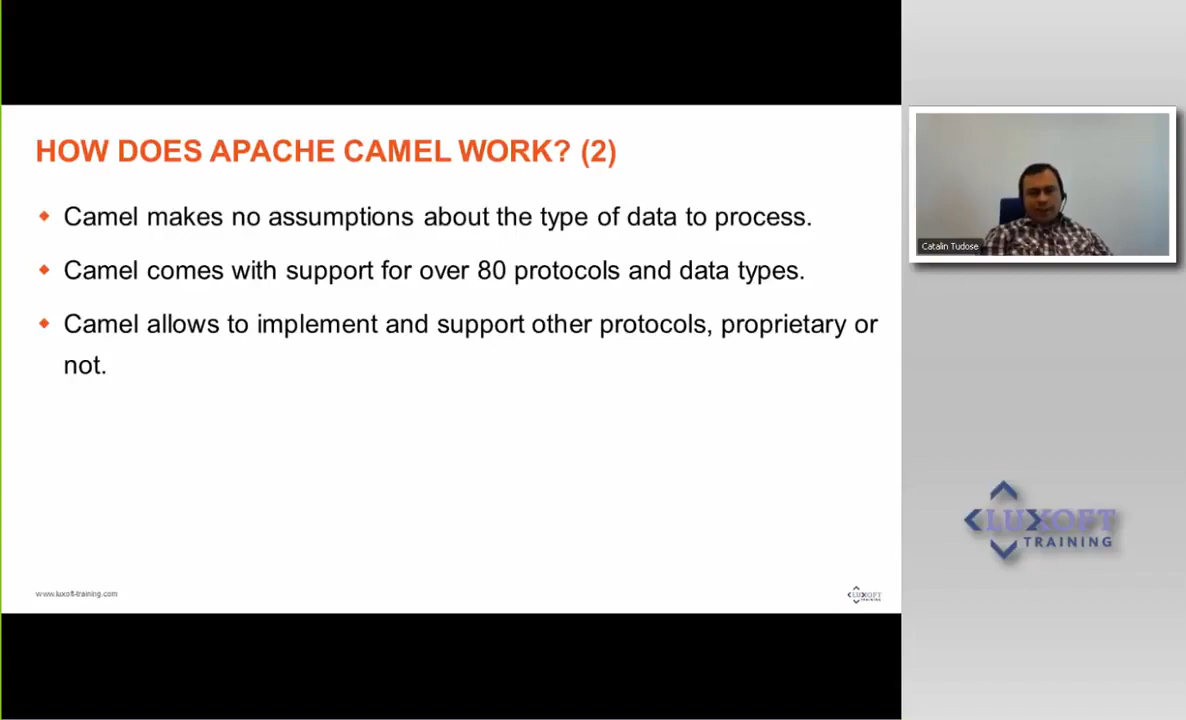 HOW DOES APACHE CAMEL WORK? (2)
Camel makes no assumptions about the type of data to process.
Camel comes with support for over 80 protocols and data types.
Camel allows to implement and support other protocols, proprietary or
not.
www.luxoft-training.com
LUXOFT
TRAINING
Catalin Tudose
LUXOFT
TRAINING